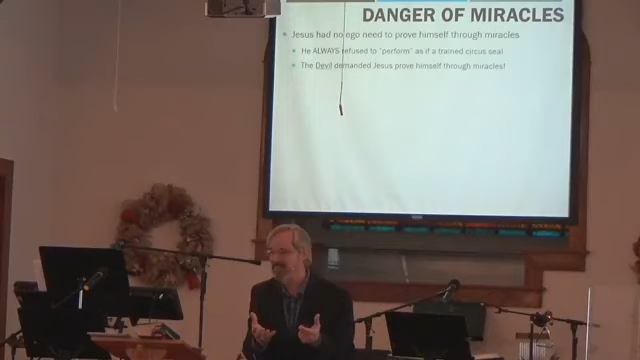 DANGER OF MIRACLES
Jesus had no ego need to prove himself through miracles
He ALWAYS refused to "perform" as if a trained circus seal
The Devil demanded Jesus prove himself through miracles!